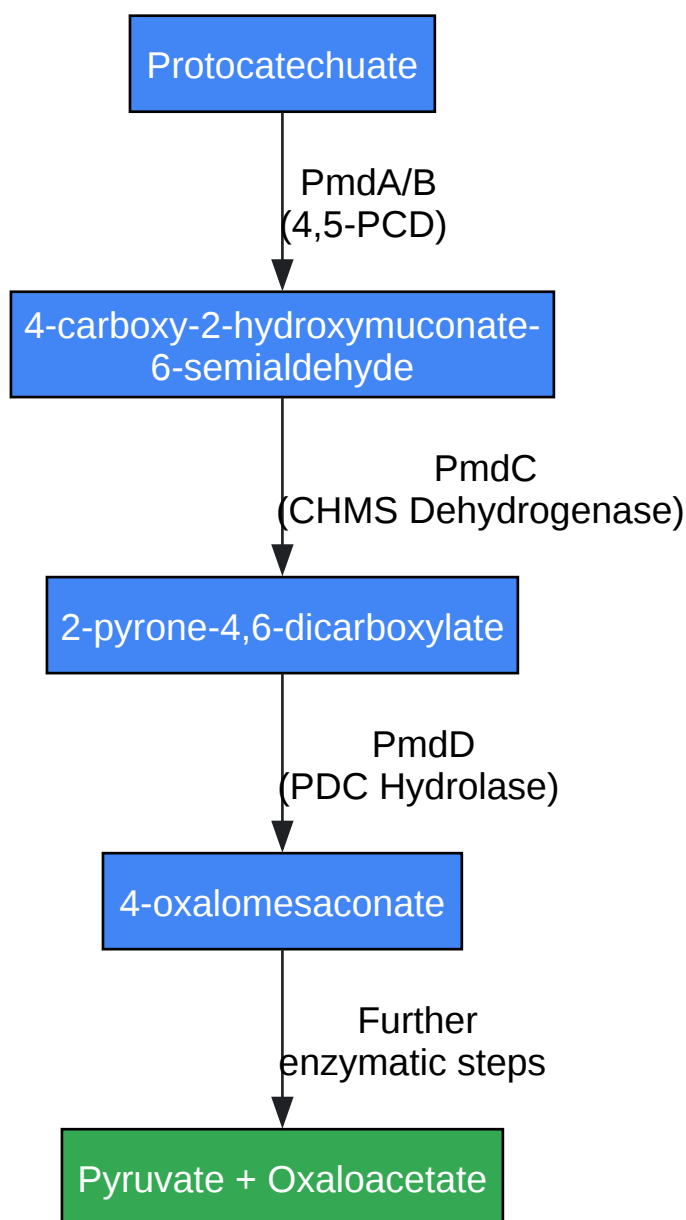 Protocatechuate
PmdA/B
(4,5-PCD)
4-carboxy-2-hydroxymuconate-
6-semialdehyde
PmdC
(CHMS Dehydrogenase)
2-pyrone-4,6-dicarboxylate
PmdD
(PDC Hydrolase)
4-oxalomesaconate
Further
enzymatic steps
Pyruvate + Oxaloacetate